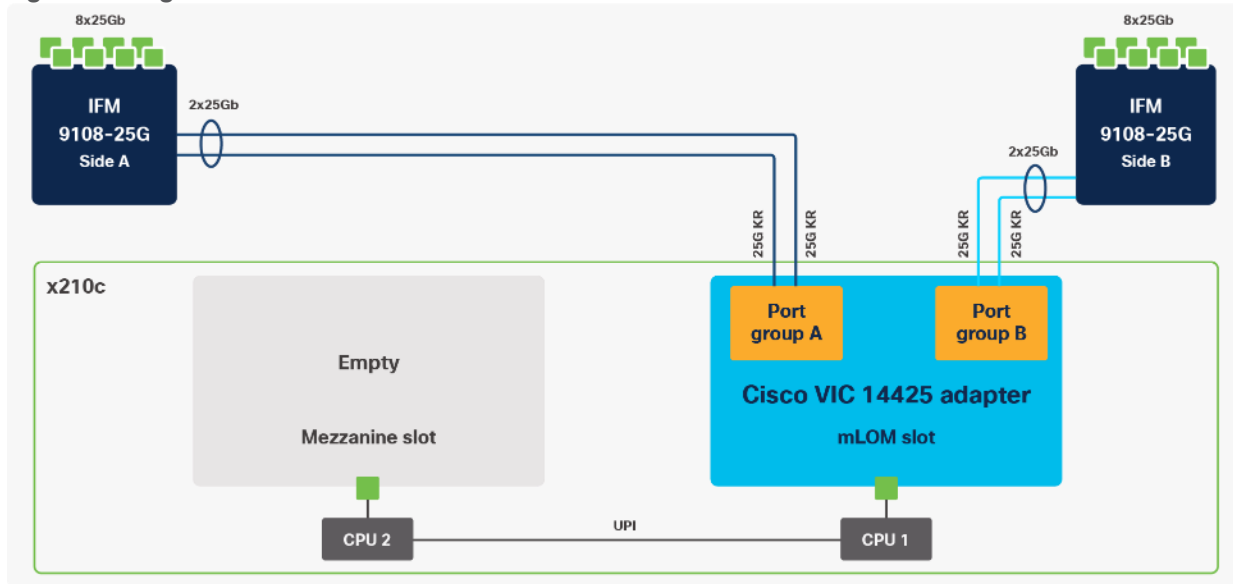 8x25Gb
8x25Gb
IFM
9108-25G
Side A
2x25Gb
IFM
9108-25G
Side B
2x25Gb
25G KR
25G KR
25G KR
25G KR
x210c
Empty
Mezzanine slot
Port
group A
Port
group B
Cisco VIC 14425 adapter
mLOM slot
CPU 2
UPI
CPU 1